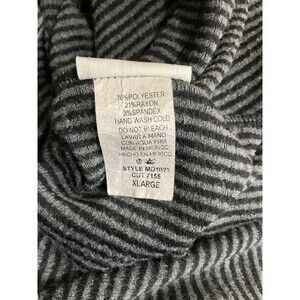 76%POLYESTER
21%RAYON
3%SPANDEX
HAND WASH COLD
DO NOT BLEACH
LAVAR A MANO
CON AGUA FRIA
MADE IN MEXICO
HECHO EN MEXICO
STYLE MD1023
CUT 7155
XLARGE